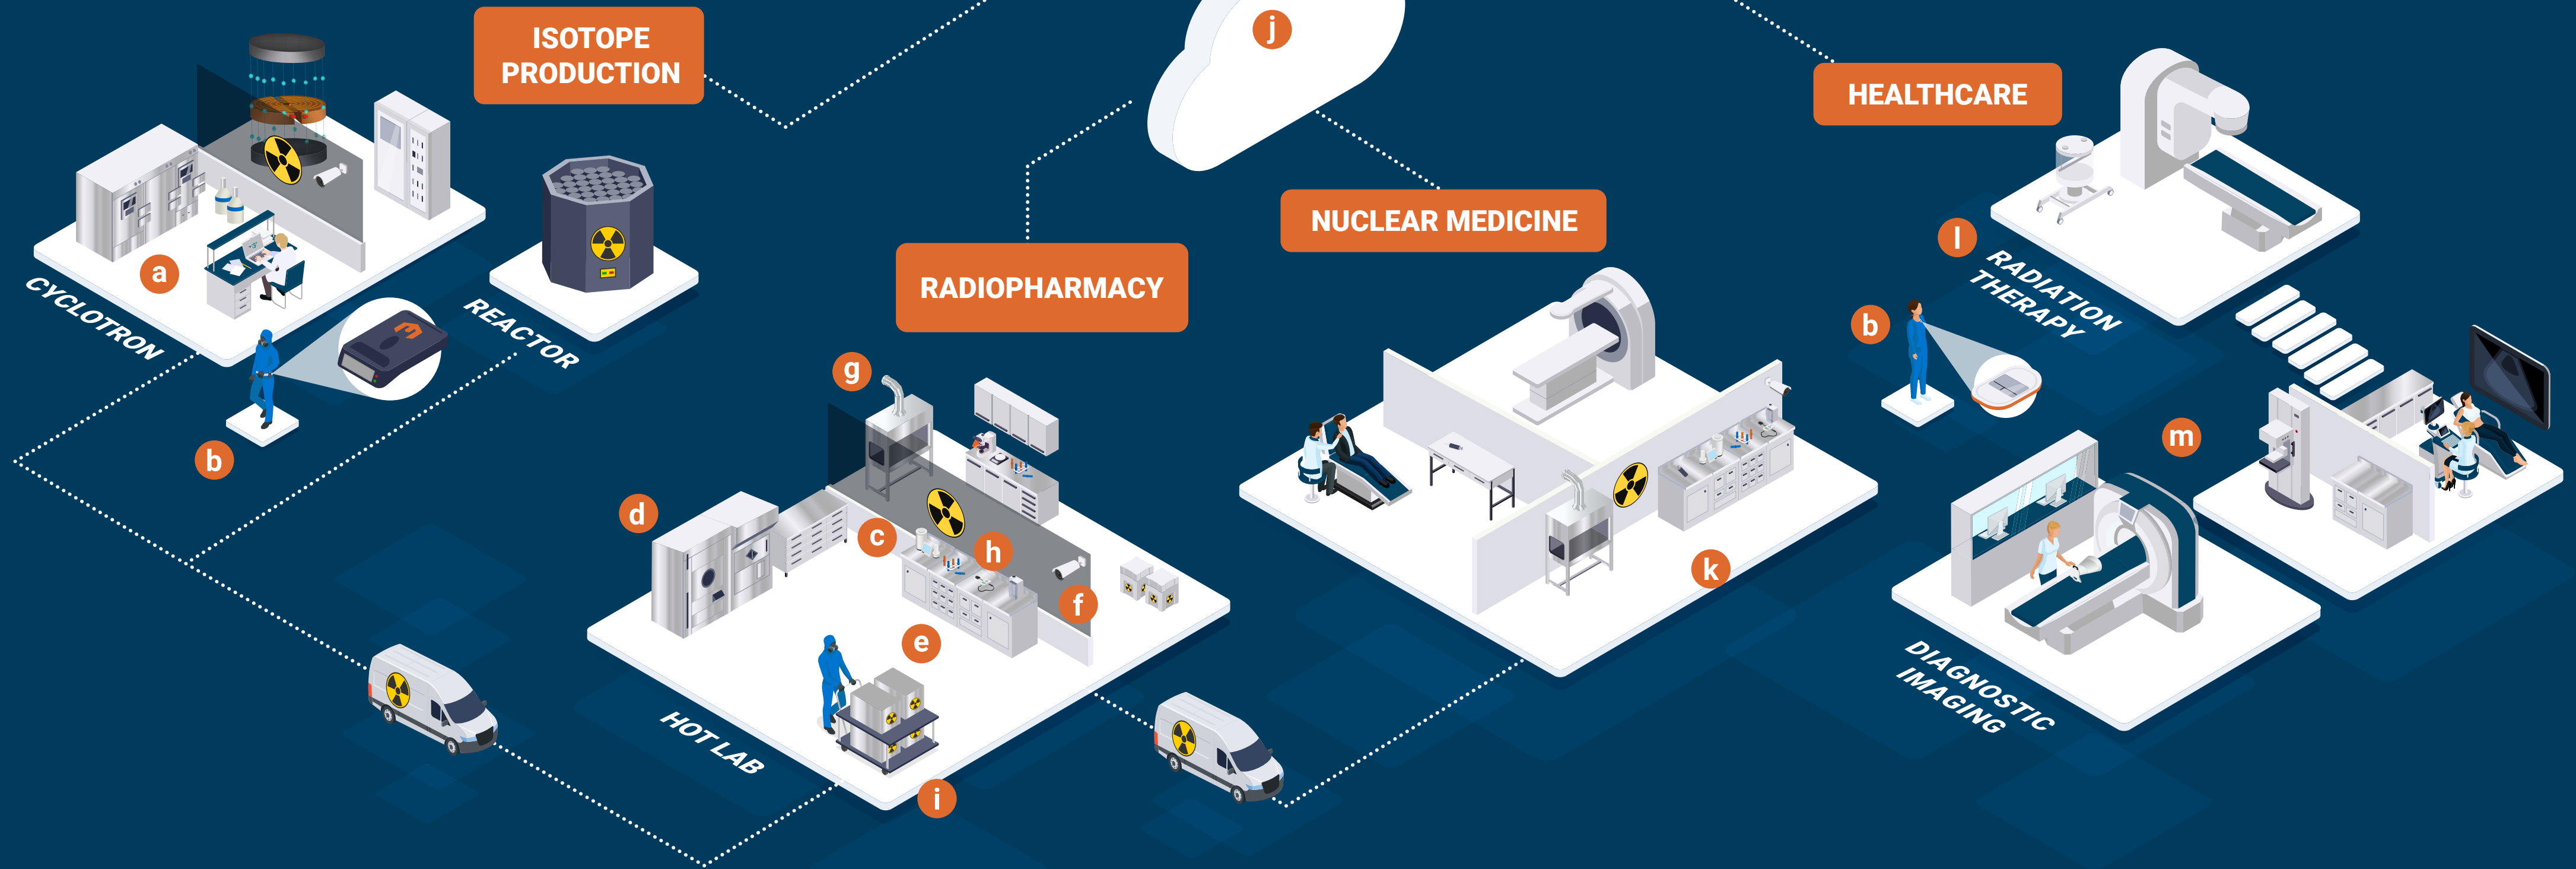 ISOTOPE
PRODUCTION
j
HEALTHCARE
NUCLEAR MEDICINE
RADIOPHARMACY
a
CYCLOTRON
REACTOR
b
l
RADIATION
THERAPY
b
g
d
c
h
f
e
HOT LAB
i
k
m
DIAGNOSTIC
IMAGING